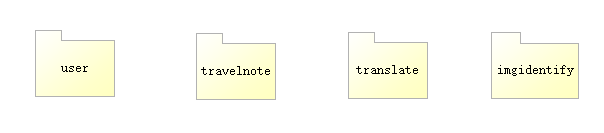 user
travelnote
translate
imgidentify